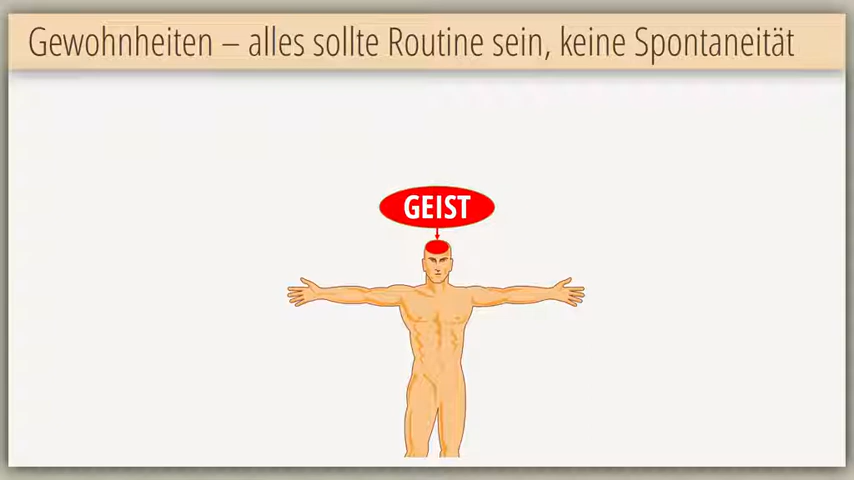 Gewohnheiten – alles sollte Routine sein, keine Spontaneität
GEIST